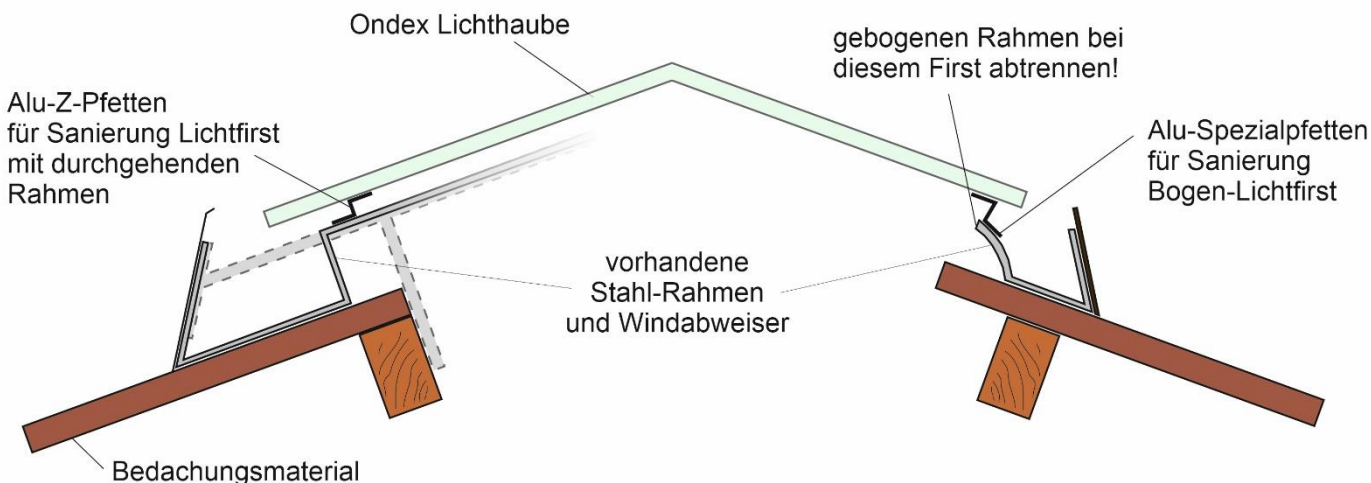 Ondex Lichthaube
gebogenen Rahmen bei
diesem First abtrennen!
Alu-Z-Pfetten
für Sanierung Lichtfirst
mit durchgehenden
Rahmen
Alu-Spezialpfetten
für Sanierung
Bogen-Lichtfirst
vorhandene
Stahl-Rahmen
und Windabweiser
Bedachungsmaterial